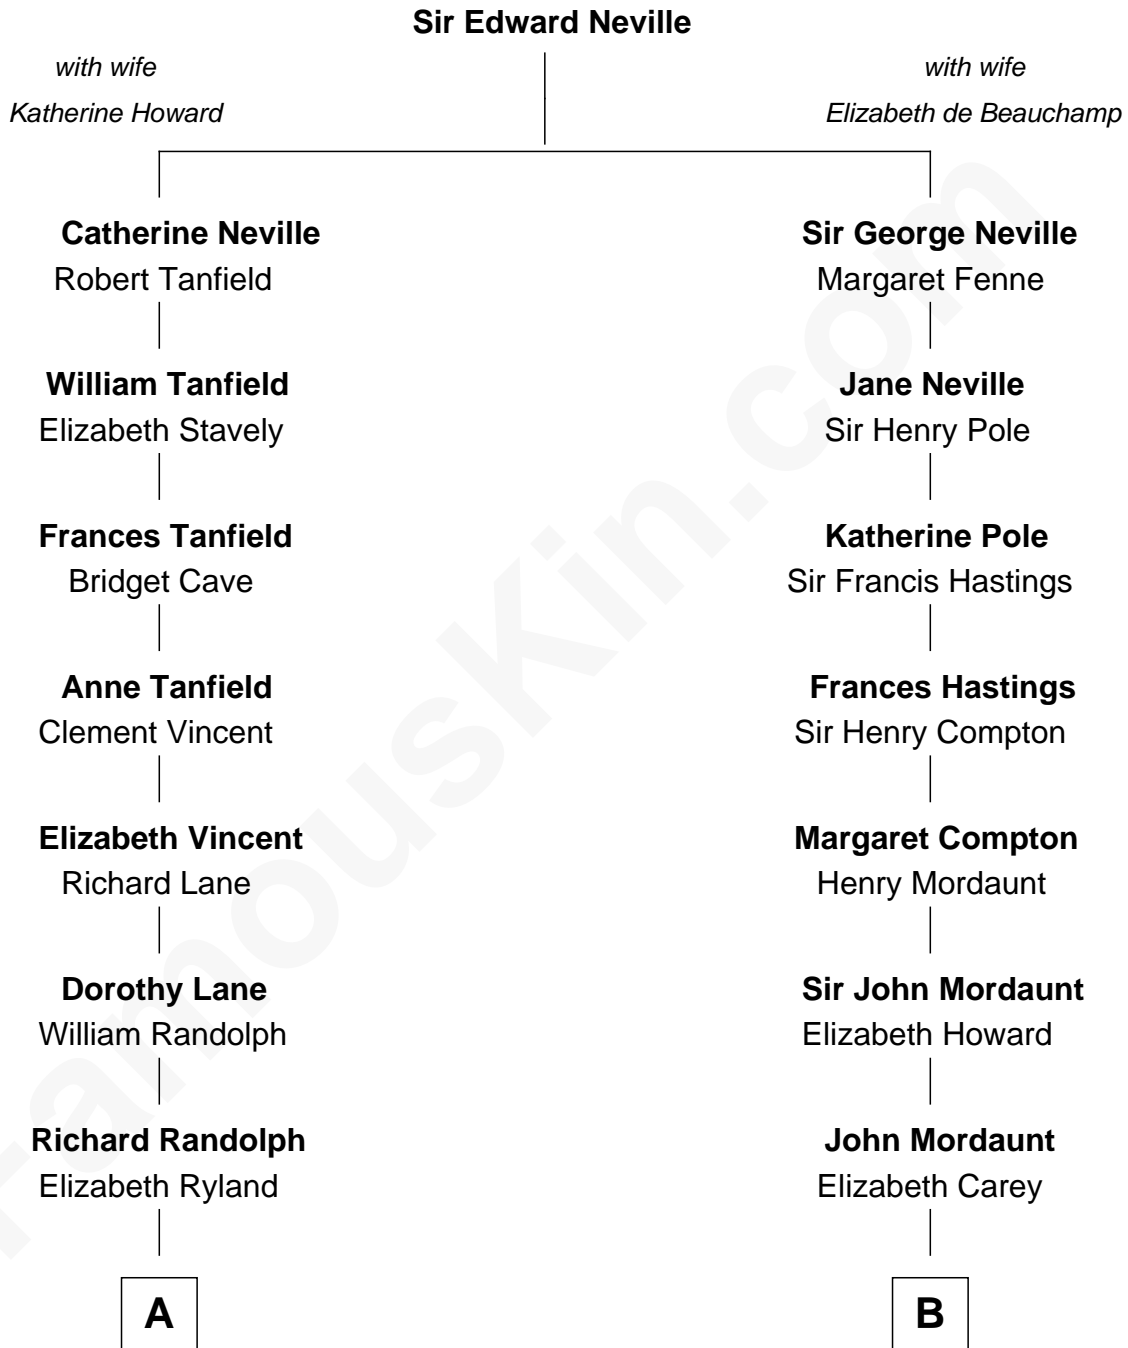 Sir Edward Neville
with wife
Katherine Howard
with wife
Elizabeth de Beauchamp
Catherine Neville
Robert Tanfield
Sir George Neville
Margaret Fenne
William Tanfield
Elizabeth Stavely
Jane Neville
Sir Henry Pole
Frances Tanfield
Bridget Cave
Katherine Pole
Sir Francis Hastings
Anne Tanfield
Clement Vincent
Frances Hastings
Sir Henry Compton
Elizabeth Vincent
Richard Lane
Margaret Compton
Henry Mordaunt
Dorothy Lane
William Randolph
Sir John Mordaunt
Elizabeth Howard
Richard Randolph
Elizabeth Ryland
John Mordaunt
Elizabeth Carey
A
B
FamousKin.com